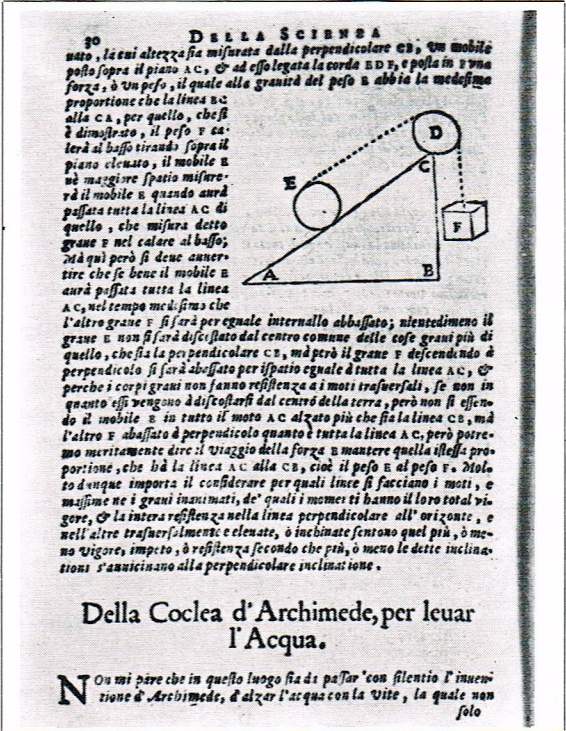 30 DELLA SCIENZA
uato, la cui altezza sia misurata dalla perpendicolare CB, un mobile
posto sopra il piano AC, & ad esso legata la corda EDF, e posta in F una
forza, ò un peso, il quale alla grauità del peso E abbia la medesima
proportione che la linea BC
alla CA, per quello, che si
è dimostrato, il peso F ca-
lerà al basso tirando sopra il
piano eleuato, il mobile E
nè maggiore spatio misure-
rà il mobile E quando aurà
passata tutta la linea AC di
quello, che misura detto
graue F nel calare al basso;
Mà quì però si deue auuer-
tire che se bene il mobile E
aurà passata tutta la linea
AC, nel tempo medesimo che
l'altro graue F si sarà per eguale interuallo abbassato; nientedimeno il
graue E non si sarà discostato dal centro comune delle cose graui più di
quello, che sia la perpendicolare CB, mà però il graue F descendendo à
perpendicolo si sarà abassato per ispatio eguale à tutta la linea AC, &
perche i corpi graui non fanno resistenza a i moti trasuersali, se non in
quanto essi vengono à discostarsi dal centro della terra, però non si essen-
do il mobile E in tutto il moto AC alzato più che sia la linea CB, mà
l'altro F abassato à perpendicolo quanto è tutta la linea AC, però potre-
mo meritamente dire il viaggio della forza E mantere quella istessa pro-
portione, che hà la linea AC alla CB, cioè il peso E al peso F. Mol-
to dunque importa il considerare per quali linee si facciano i moti, e
massime ne i graui inanimati, de' quali i momenti hanno il loro total vi-
gore, & la intera resistenza nella linea perpendicolare all' orizonte, e
nell'altre trasuersalmente eleuate, ò inchinate sentono quel più, ò me-
no vigore, impeto, ò resistenza secondo che più, ò meno le dette inclina-
tioni s'auuicinano alla perpendicolare inclinatione.
E
D
C
F
A
B
Della Coclea d'Archimede, per leuar
l'Acqua.
NOn mi pare che in questo luogo sia da passar con silentio l'inuen-
tione d'Archimede, d'alzar l'acqua con la Vite, la quale non
solo